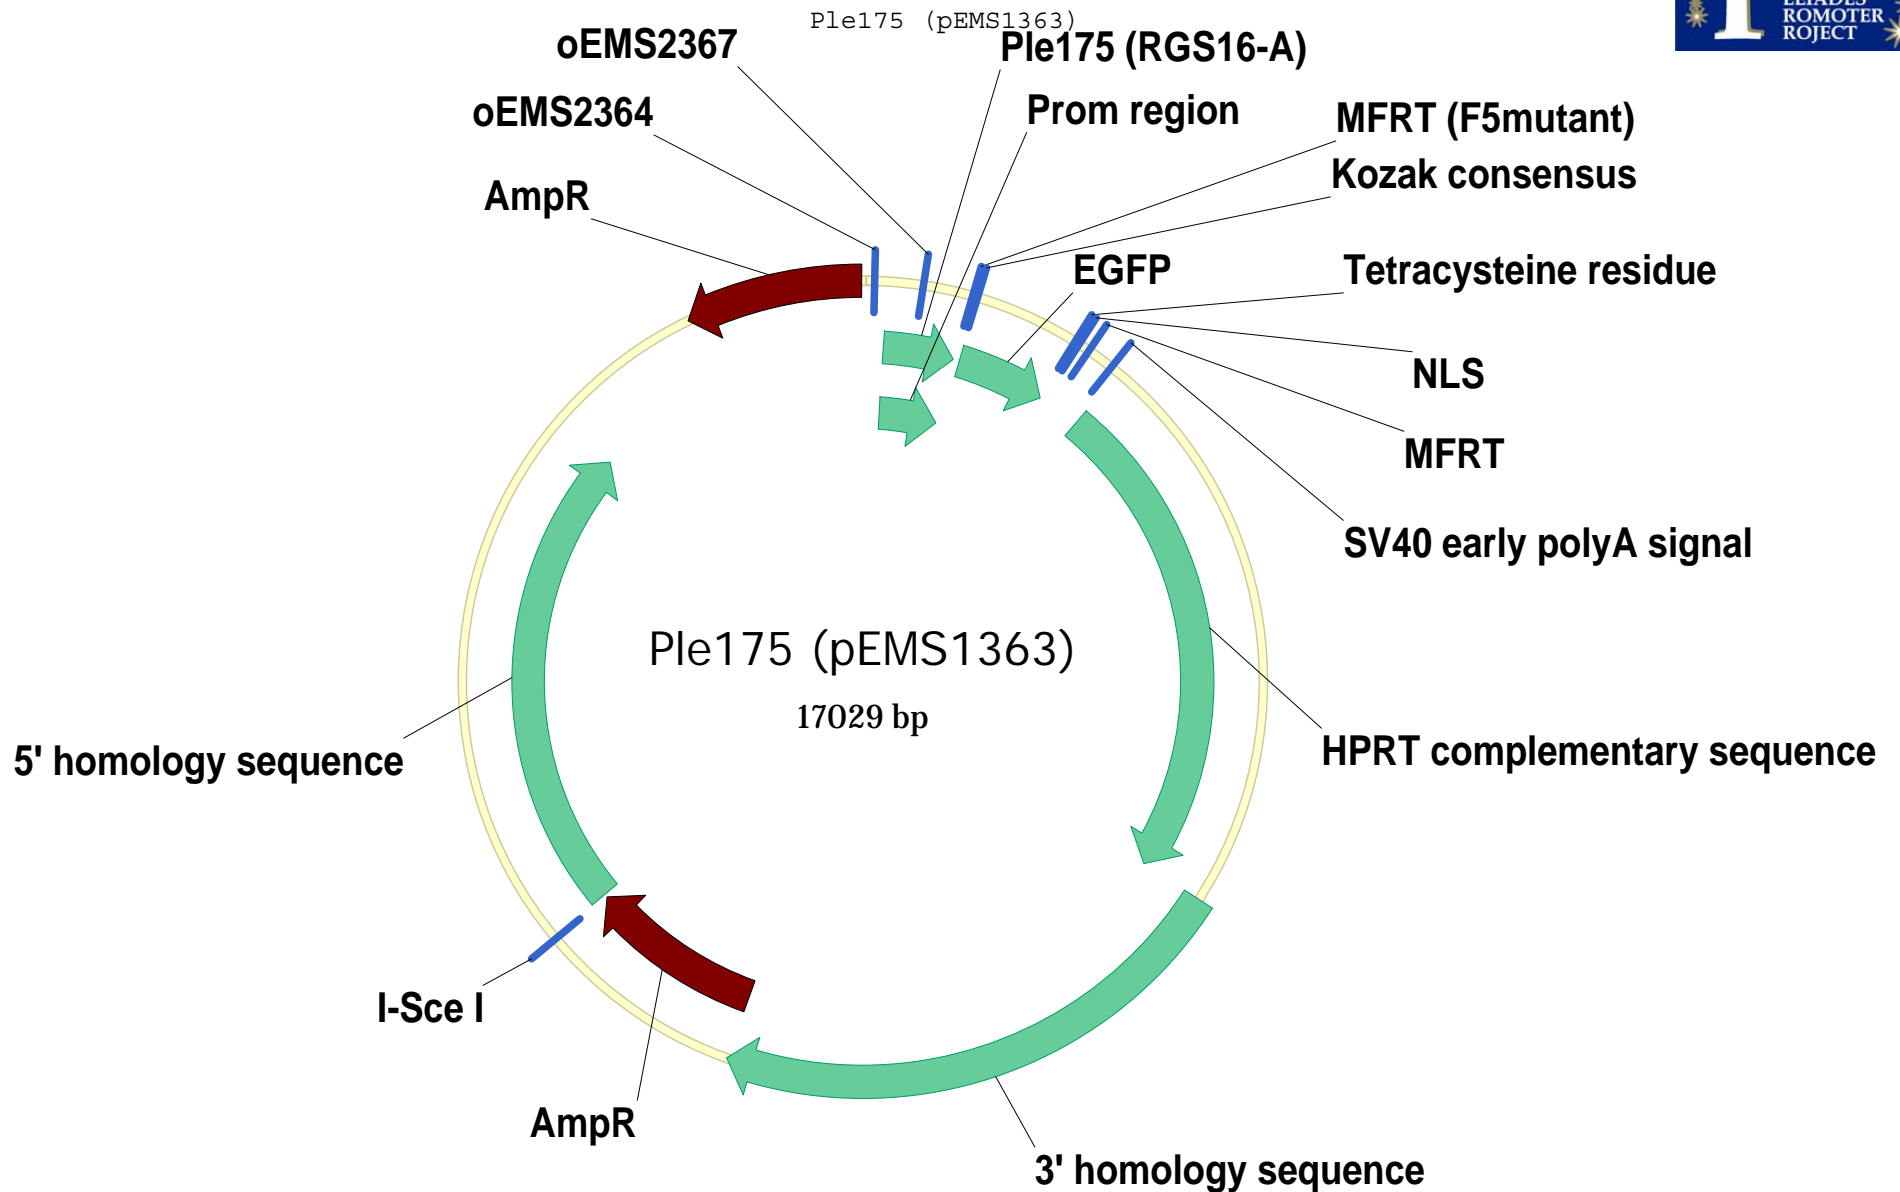 Ple175 (pEMS1363)
ROMOTER
ROJECT
oEMS2367
Ple175 (RGS16-A)
oEMS2364
Prom region
MFRT (F5mutant)
Kozak consensus
AmpR
EGFP
Tetracysteine residue
NLS
MFRT
SV40 early polyA signal
Ple175 (pEMS1363)
17029 bp
5' homology sequence
HPRT complementary sequence
I-Sce I
AmpR
3' homology sequence